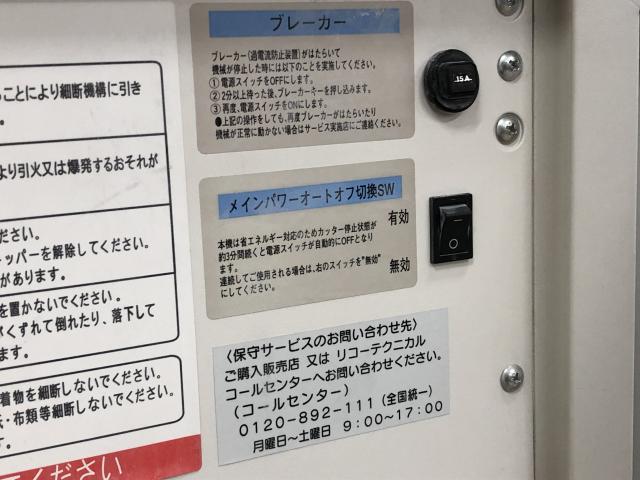 ことにより細断機構に引き
。
より引火又は爆発するおそれが
ださい。
トッパーを解除してください。
があります。
を置かないでください。
がくずれて倒れたり、落下して
ます。
着物を細断しないでください。
・布類等細断しないでください。
す。
てください
ブレーカー
ブレーカー(過電流防止装置)がはたらいて
機械が停止した時には以下のことを実施してください。
①電源スイッチをOFFにします。
②2分以上待った後、ブレーカーキーを押し込みます。
③再度、電源スイッチをONにします。
●上記の操作をしても、再度ブレーカーがはたらいたり
機械が正常に動かない場合はサービス実施店にご連絡ください。
15A
メインパワーオートオフ切換SW
本機は省エネルギー対応のためカッター停止状態が
約3分間続くと電源スイッチが自動的にOFFとなり
ます。
連続してご使用される場合は、右のスイッチを"無効"
にしてください。
有効
無効
〈保守サービスのお問い合わせ先〉
ご購入販売店 又は リコーテクニカル
コールセンターへお問い合わせください。
(コールセンター)
0120-892-111(全国統一)
月曜日~土曜日 9:00~17:00